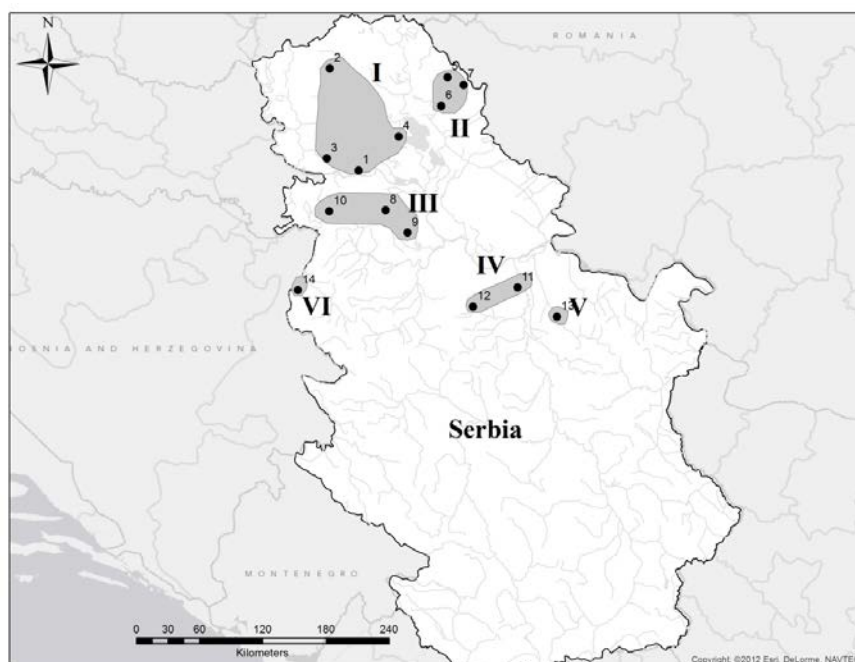 N
ROMANIA
2
I
5
7
6
II
4
3
1
10
8
III
9
IV
11
14
VI
12
13
V
BOSNIA AND HERZEGOVINA
Serbia
MONTENEGRO
0 30 60 120 180 240
Kilometers
Copyright: ©2012 Esri, DeLorme, NAVTE